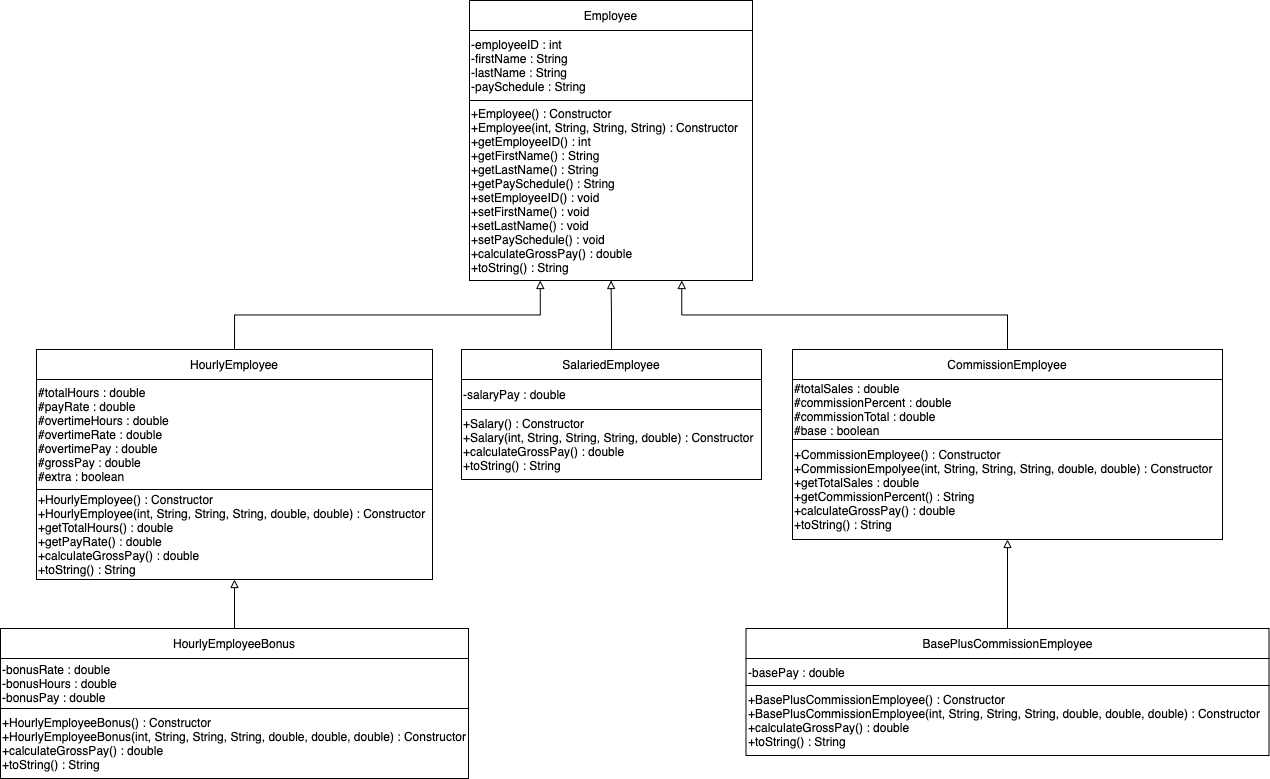 Employee
-employeeID : int
-firstName : String
-lastName : String
-paySchedule : String
+Employee() : Constructor
+Employee(int, String, String, String) : Constructor
+getEmployeeID() : int
+getFirstName() : String
+getLastName() : String
+getPaySchedule() : String
+setEmployeeID() : void
+setFirstName() : void
+setLastName() : void
+setPaySchedule() : void
+calculateGrossPay() : double
+toString() : String
HourlyEmployee
#totalHours : double
#payRate : double
#overtimeHours : double
#overtimeRate : double
#overtimePay : double
#grossPay : double
#extra : boolean
+HourlyEmployee() : Constructor
+HourlyEmployee(int, String, String, String, double, double) : Constructor
+getTotalHours() : double
+getPayRate() : double
+calculateGrossPay() : double
+toString() : String
SalariedEmployee
-salaryPay : double
+Salary() : Constructor
+Salary(int, String, String, String, double) : Constructor
+calculateGrossPay() : double
+toString() : String
CommissionEmployee
#totalSales : double
#commissionPercent : double
#commissionTotal : double
#base : boolean
+CommissionEmployee() : Constructor
+CommissionEmpolyee(int, String, String, String, double, double) : Constructor
+getTotalSales() : double
+getCommissionPercent() : String
+calculateGrossPay() : double
+toString() : String
HourlyEmployeeBonus
-bonusRate : double
-bonusHours : double
-bonusPay : double
+HourlyEmployeeBonus() : Constructor
+HourlyEmployeeBonus(int, String, String, String, double, double, double) : Constructor
+calculateGrossPay() : double
+toString() : String
BasePlusCommissionEmployee
-basePay : double
+BasePlusCommissionEmployee() : Constructor
+BasePlusCommissionEmployee(int, String, String, String, double, double, double) : Constructor
+calculateGrossPay() : double
+toString() : String